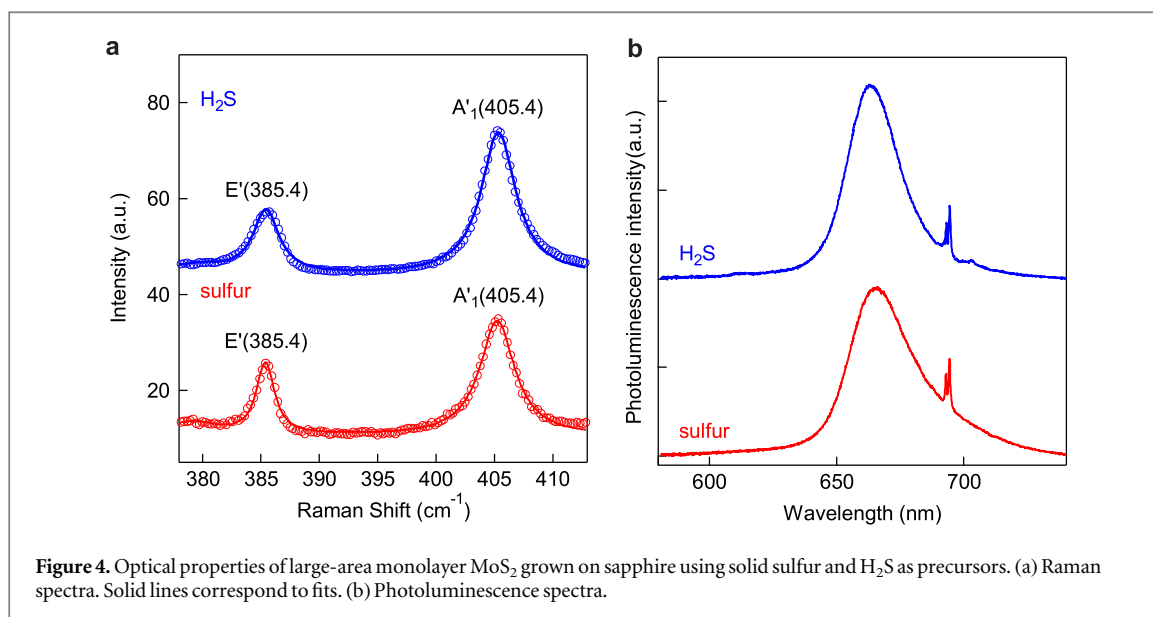 a
80
60
40
20
Intensity (a.u.)
H₂S
E'(385.4)
A'₁(405.4)
sulfur
E'(385.4)
A'₁(405.4)
380 385 390 395 400 405 410
Raman Shift (cm⁻¹)
b
Photoluminescence intensity (a.u.)
H₂S
sulfur
600 650 700
Wavelength (nm)
Figure 4. Optical properties of large-area monolayer MoS₂ grown on sapphire using solid sulfur and H₂S as precursors. (a) Raman
spectra. Solid lines correspond to fits. (b) Photoluminescence spectra.